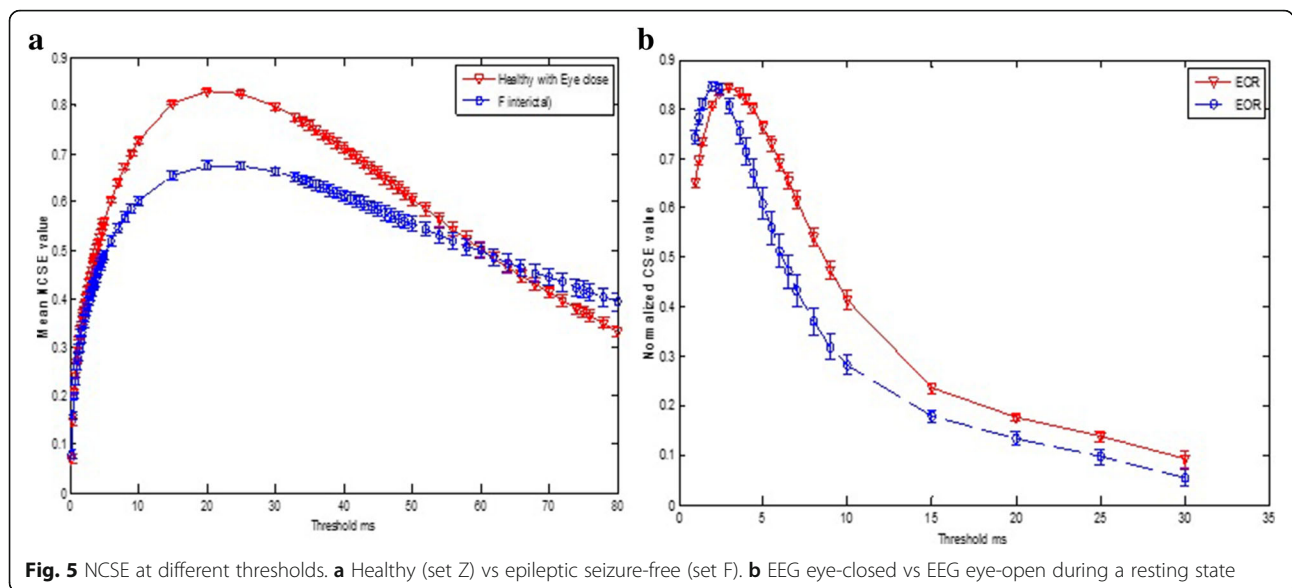 a
0.9
0.8
0.7
0.6
0.5
0.4
0.3
0.2
0.1
0
Mean NCSE value
Healthy with Eye close
F interictal)
0 10 20 30 40 50 60 70 80
Threshold ms
b
0.9
0.8
0.7
0.6
0.5
0.4
0.3
0.2
0.1
0
Normalized CSE value
ECR
EOR
0 5 10 15 20 25 30 35
Threshold ms
Fig. 5 NCSE at different thresholds. a Healthy (set Z) vs epileptic seizure-free (set F). b EEG eye-closed vs EEG eye-open during a resting state